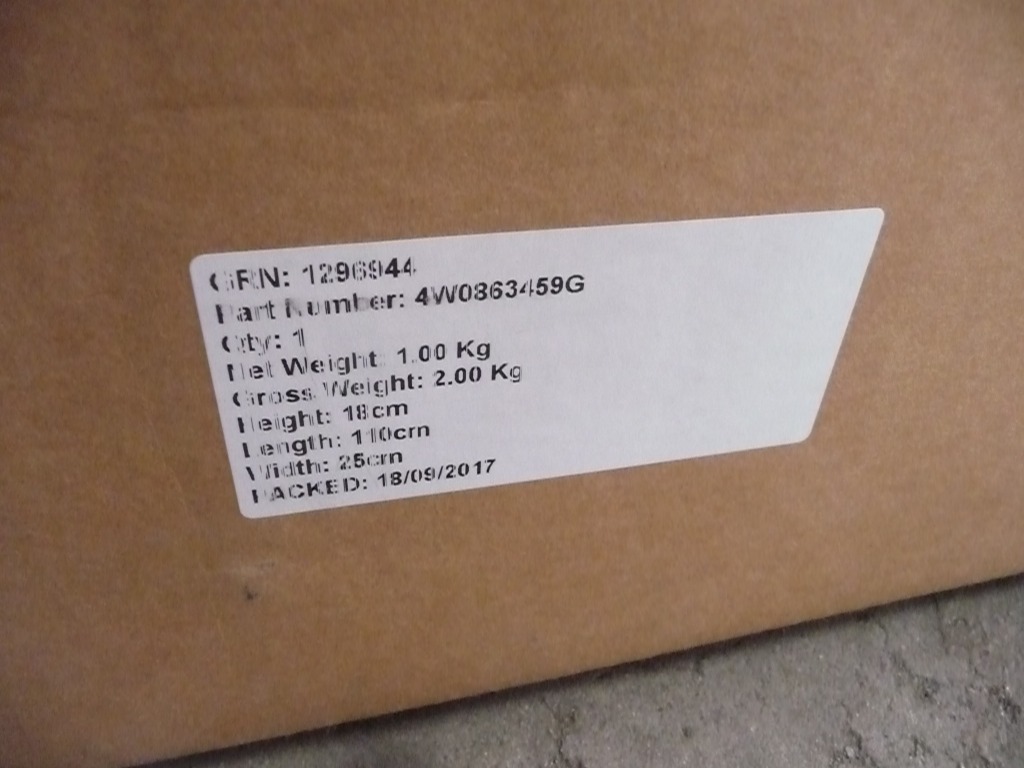 GRN: 1296944
Part Number: 4W0863459G
Qty: 1
Net Weight: 1.00 Kg
Gross Weight: 2.00 Kg
Height: 18cm
Length: 110cm
Width: 25cm
PACKED: 18/09/2017